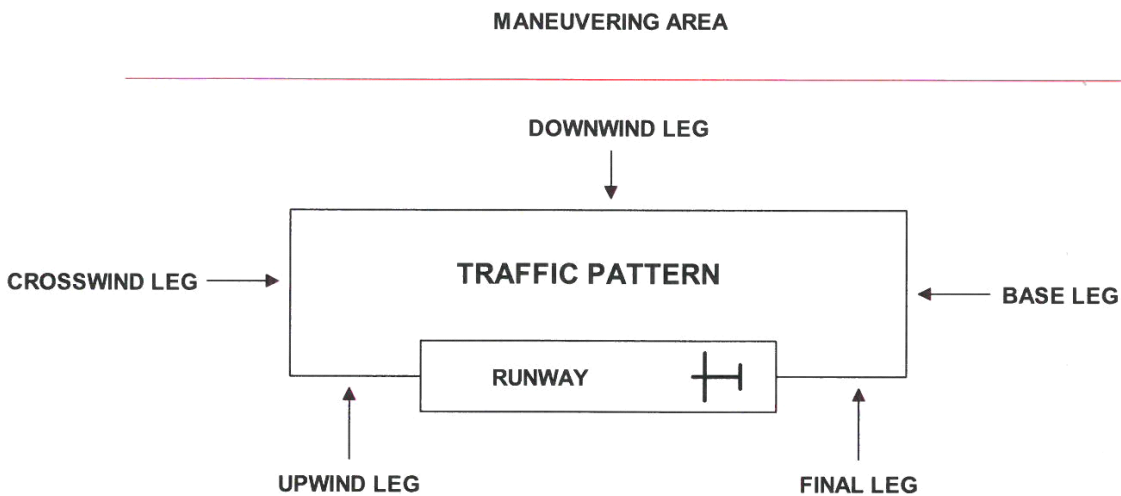 MANEUVERING AREA
DOWNWIND LEG
TRAFFIC PATTERN
CROSSWIND LEG
BASE LEG
RUNWAY
UPWIND LEG
FINAL LEG